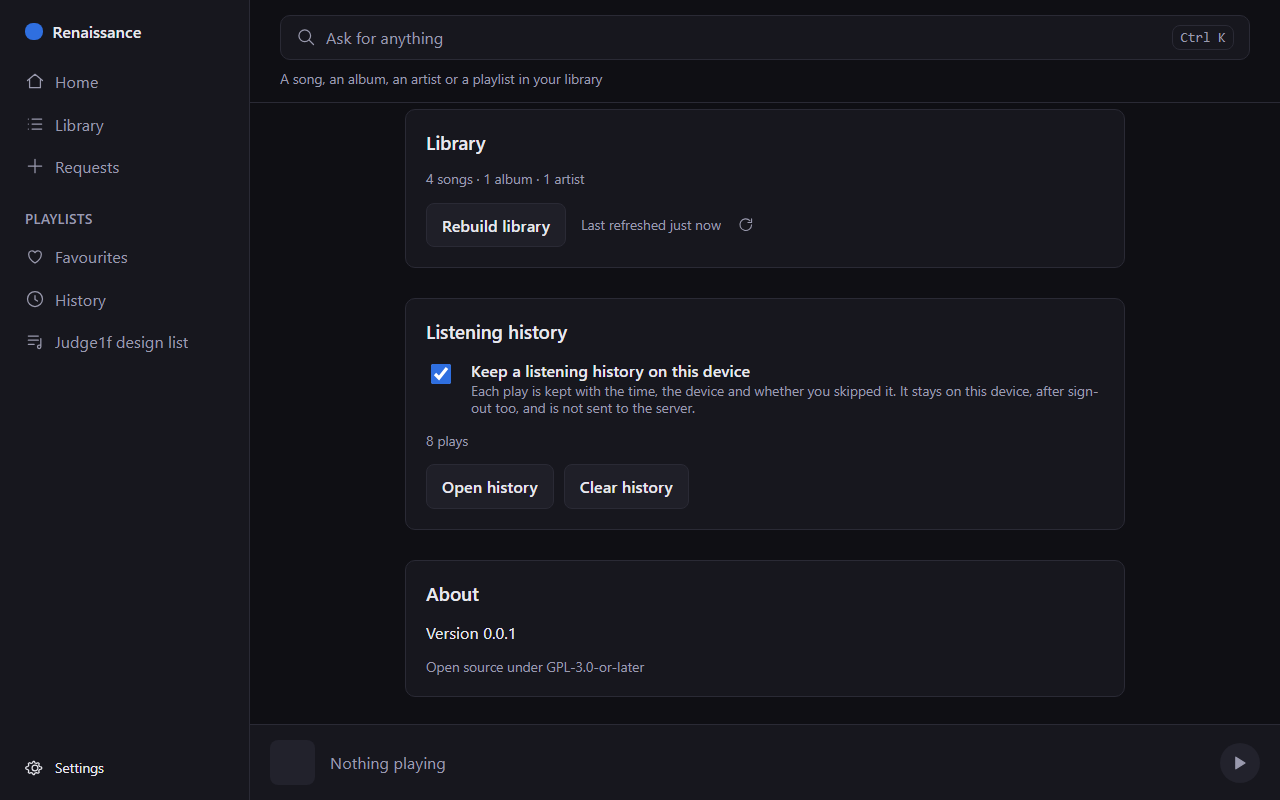 Renaissance
Home
Library
Requests
PLAYLISTS
Favourites
History
Judge1f design list
Settings
Ask for anything
Ctrl K
A song, an album, an artist or a playlist in your library
Library
4 songs · 1 album · 1 artist
Rebuild library
Last refreshed just now
Listening history
Keep a listening history on this device
Each play is kept with the time, the device and whether you skipped it. It stays on this device, after sign-
out too, and is not sent to the server.
8 plays
Open history
Clear history
About
Version 0.0.1
Open source under GPL-3.0-or-later
Nothing playing